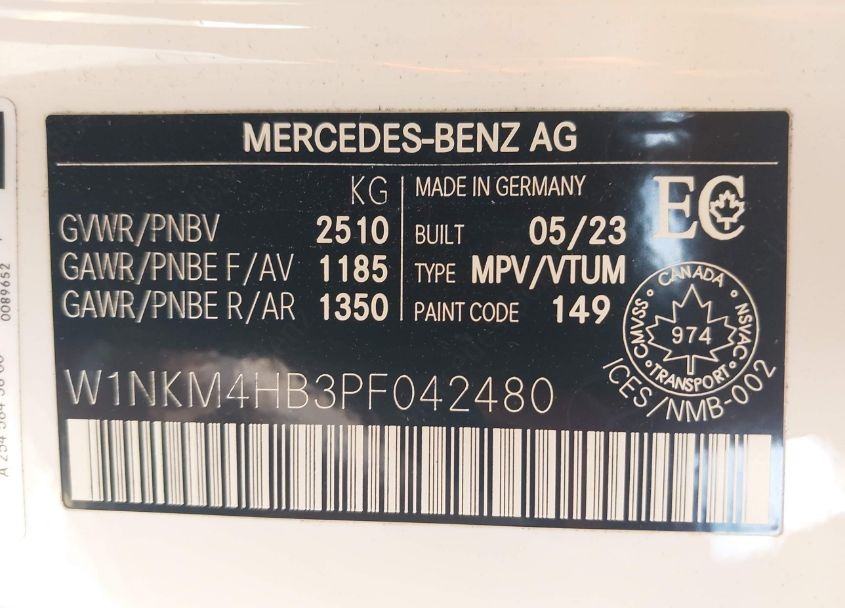 MERCEDES-BENZ AG
KG
GVWR/PNBV 2510
GAWR/PNBE F/AV 1185
GAWR/PNBE R/AR 1350
MADE IN GERMANY
BUILT 05/23
TYPE MPV/VTUM
PAINT CODE 149
EC
CANADA
CMVSS
NSVAC
974
TRANSPORT
ICES/NMB-002
W1NKM4HB3PF042480
0089652